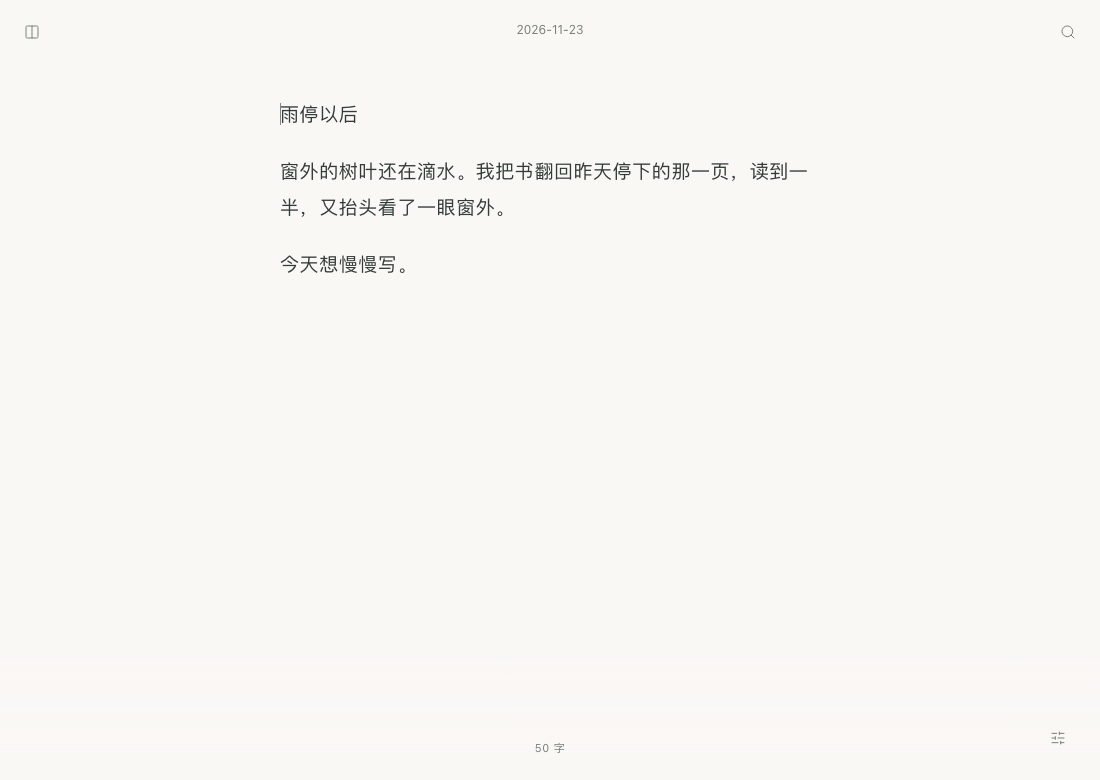 2026-11-23
雨停以后
窗外的树叶还在滴水。我把书翻回昨天停下的那一页，读到一
半，又抬头看了一眼窗外。
今天想慢慢写。
50 字